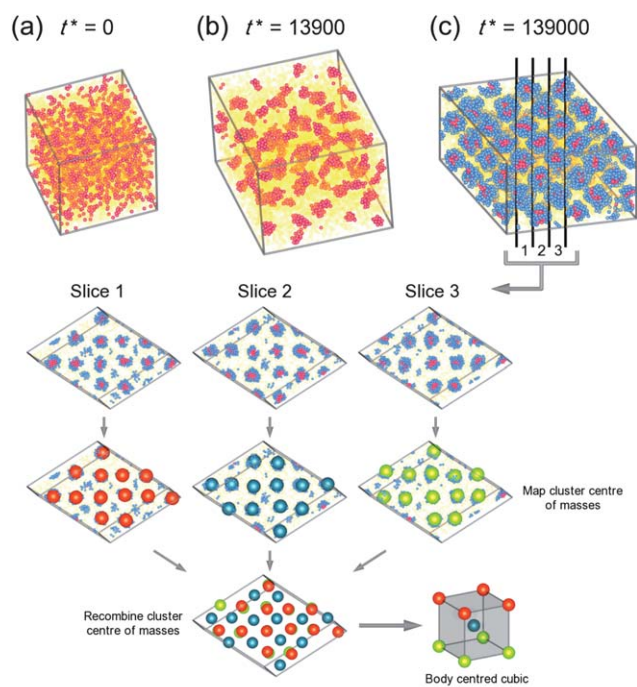 (a) t* = 0
(b) t* = 13900
(c) t* = 139000
1 2 3
Slice 1
Slice 2
Slice 3
Map cluster centre
of masses
Recombine cluster
centre of masses
Body centred cubic